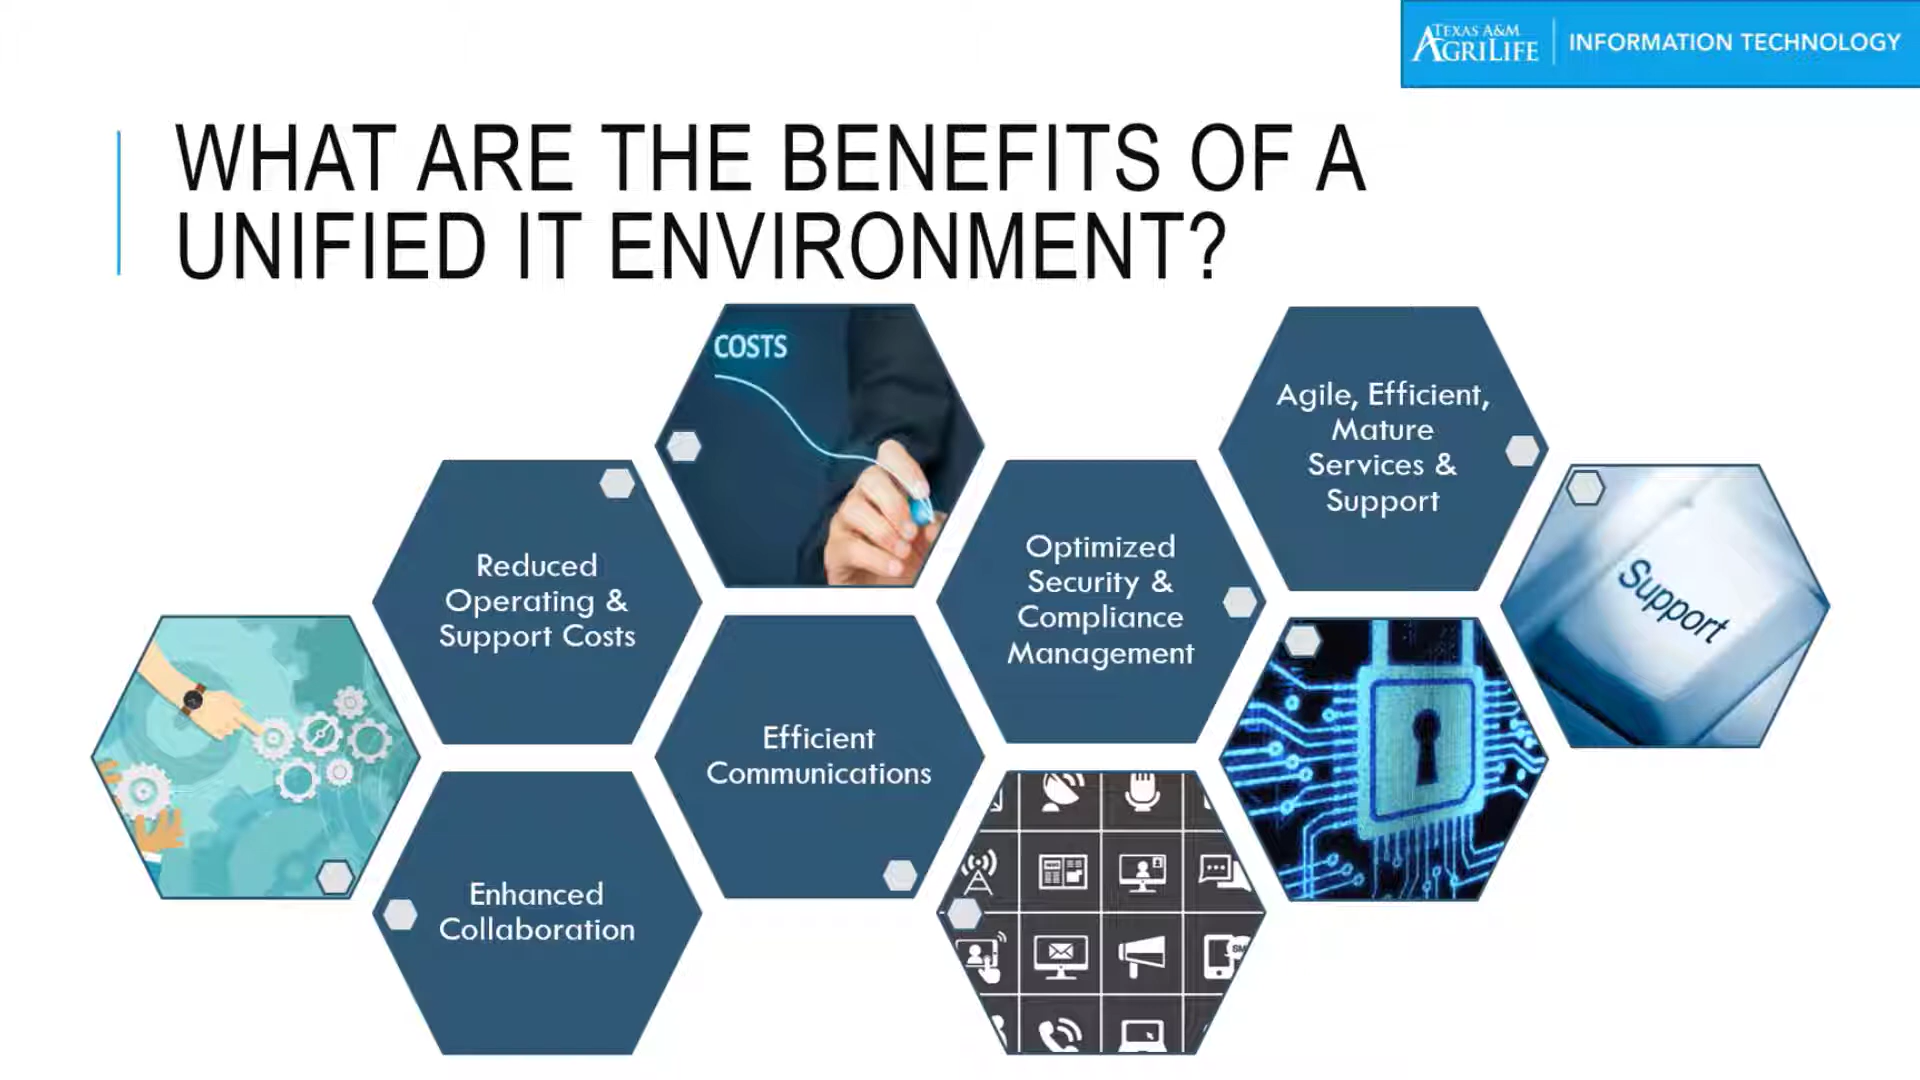 TEXAS A&M
AGRILIFE
INFORMATION TECHNOLOGY
WHAT ARE THE BENEFITS OF A
UNIFIED IT ENVIRONMENT?
COSTS
Agile, Efficient,
Mature
Services &
Support
Reduced
Operating &
Support Costs
Optimized
Security &
Compliance
Management
Support
Efficient
Communications
Enhanced
Collaboration